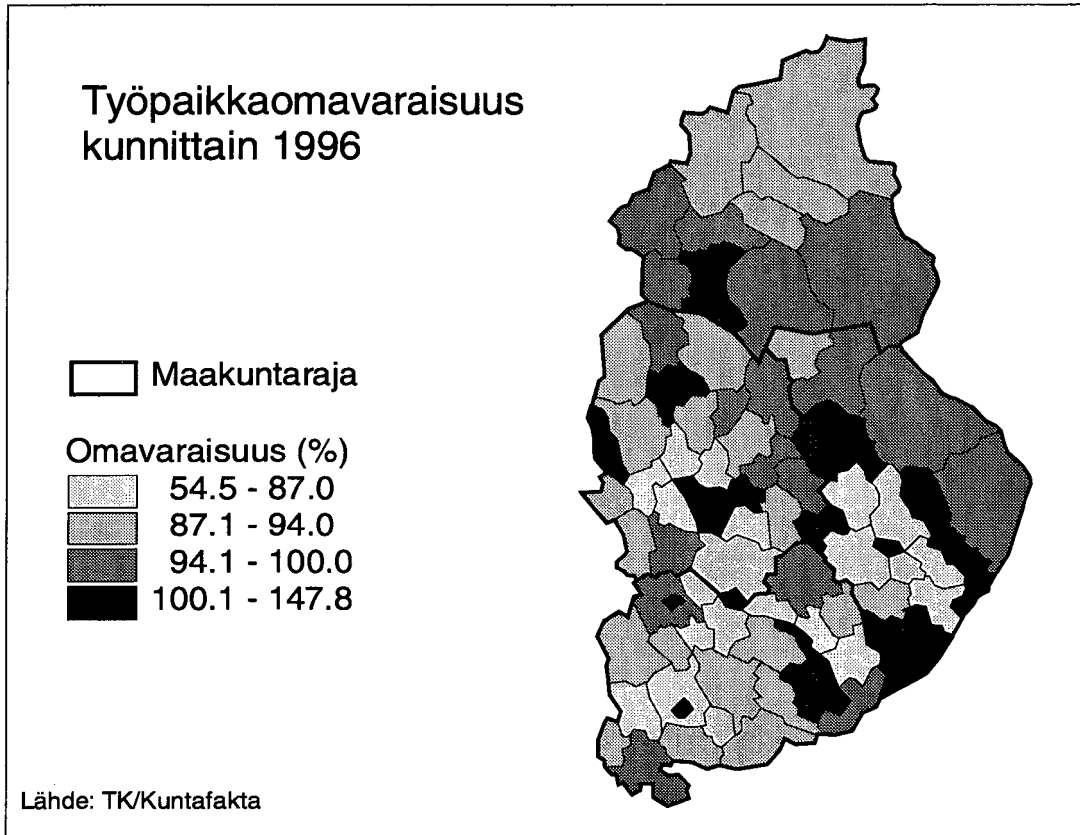 Työpaikkaomavaraisuus
kunnittain 1996
Maakuntaraja
Omavaraisuus (%)
54.5 - 87.0
87.1 - 94.0
94.1 - 100.0
100.1 - 147.8
Lähde: TK/Kuntafakta